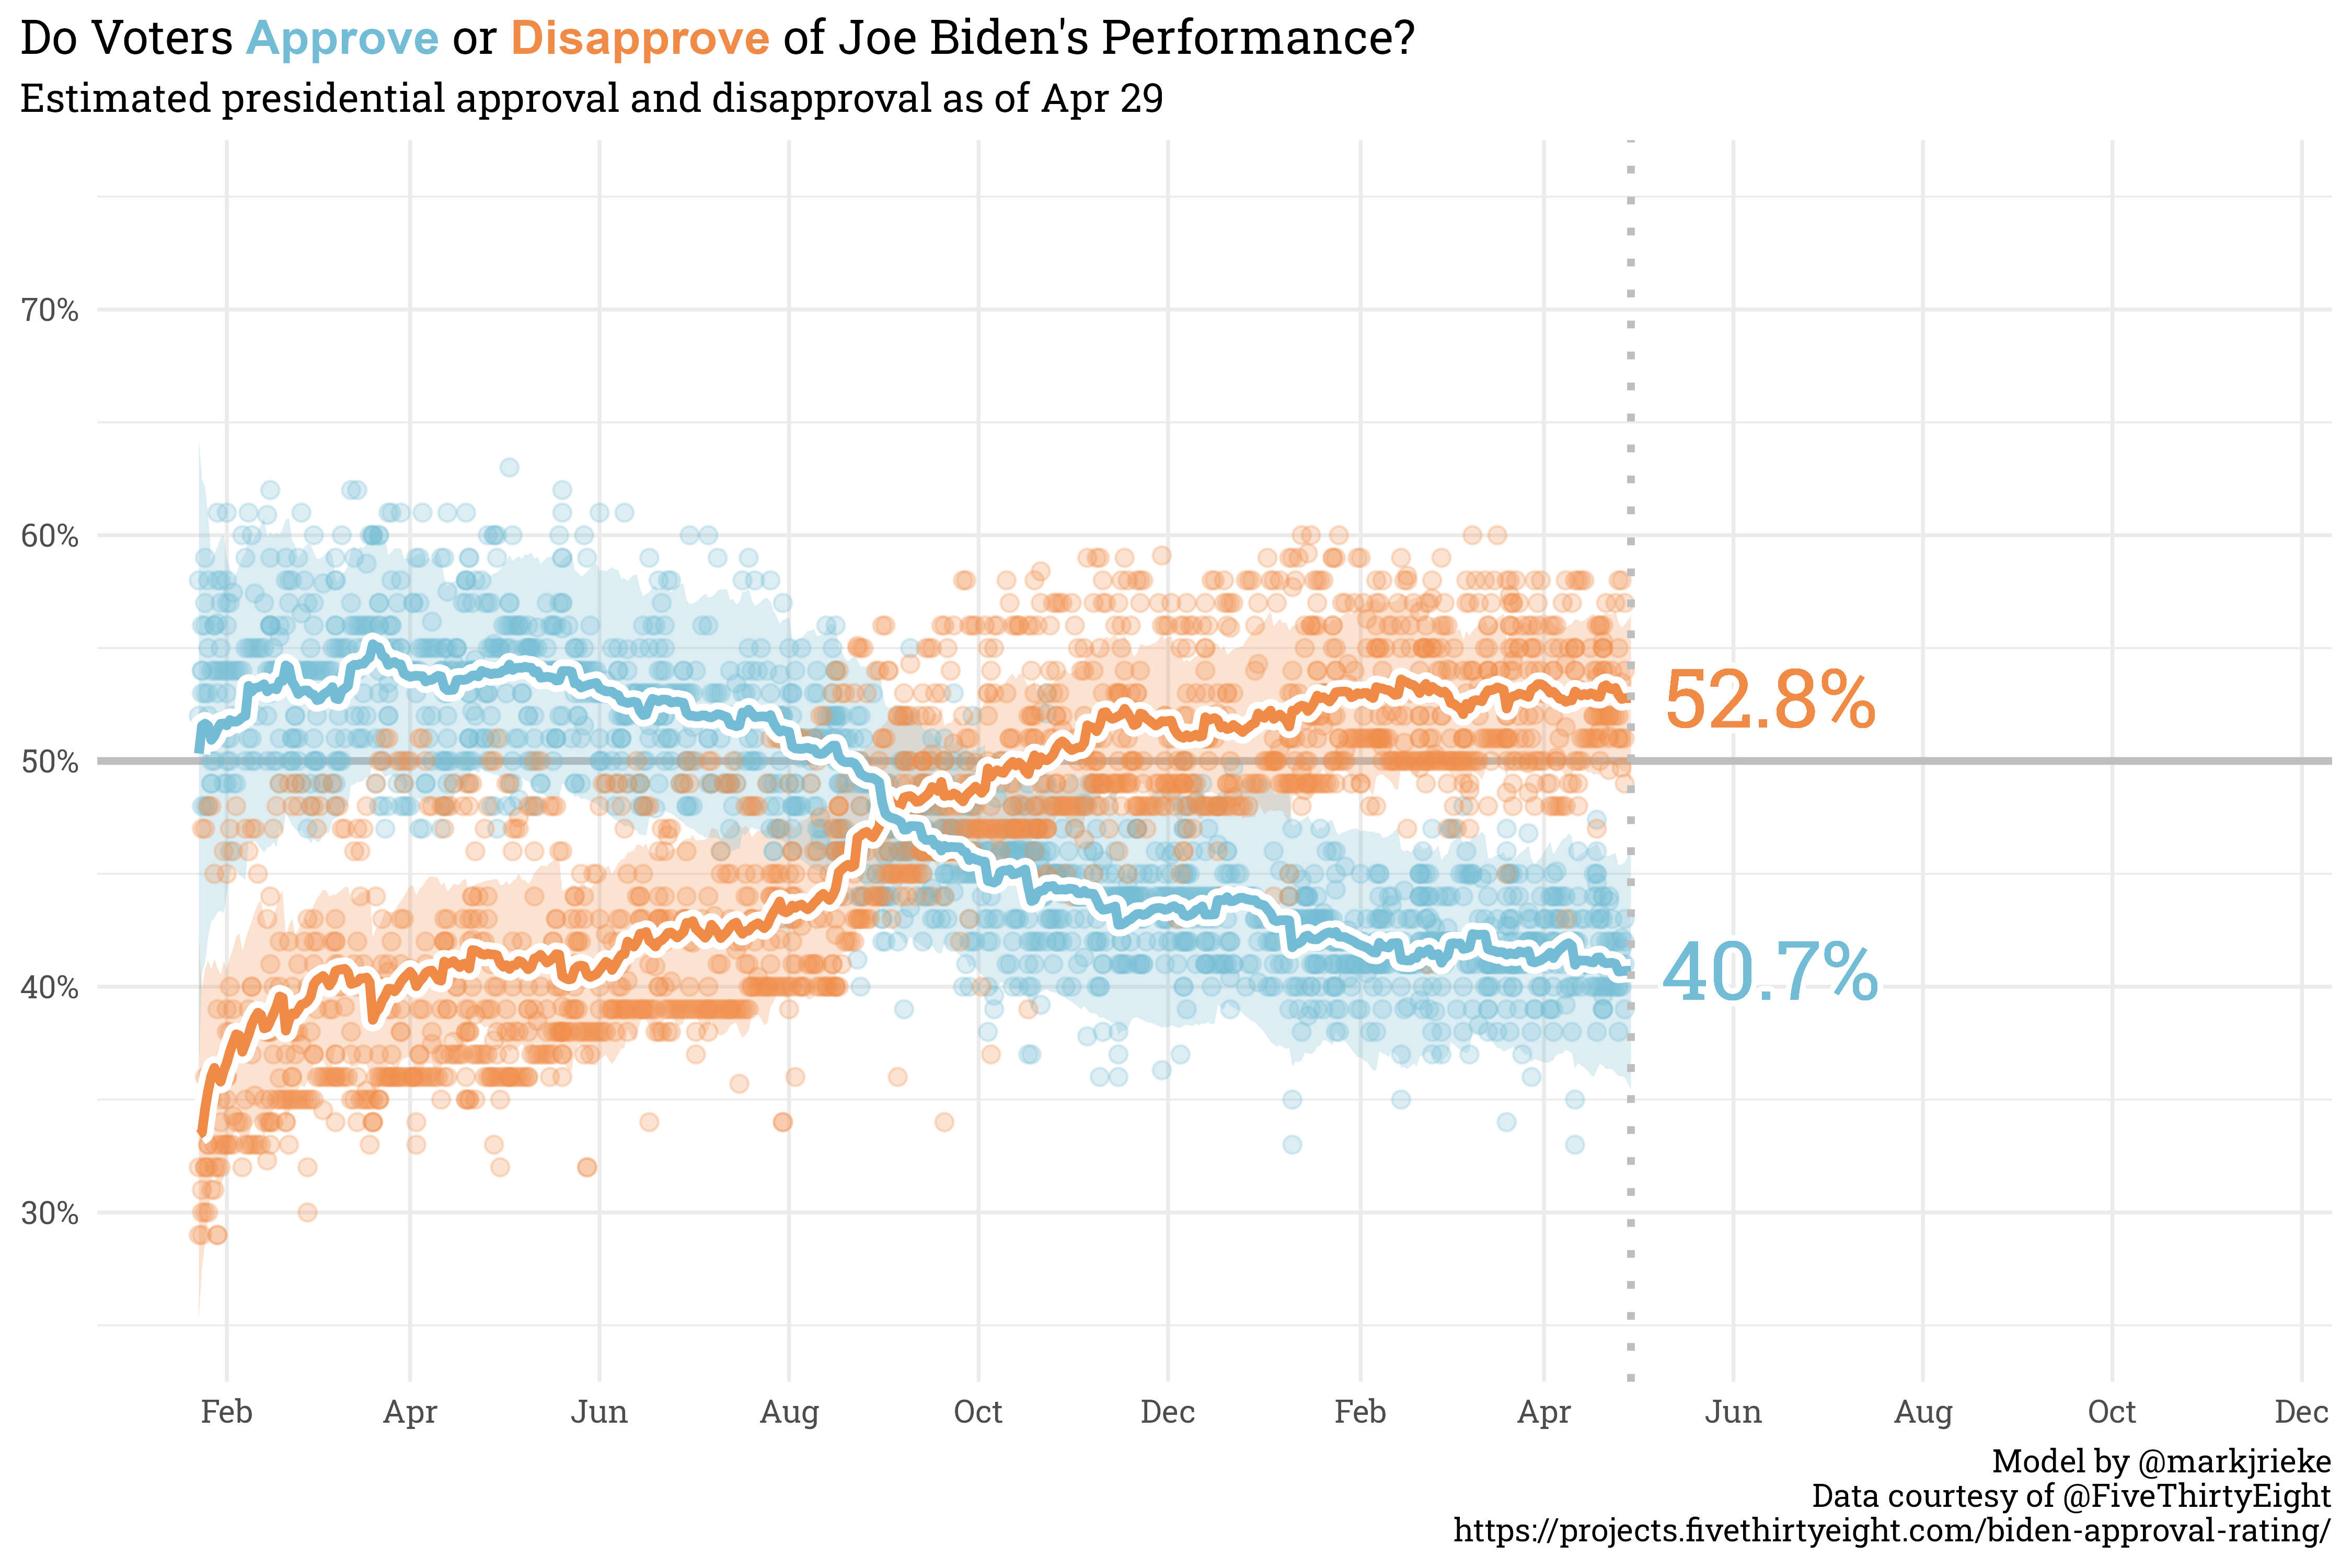 Do Voters Approve or Disapprove of Joe Biden's Performance?
Estimated presidential approval and disapproval as of Apr 29
70%
60%
50%
40%
30%
52.8%
40.7%
Feb Apr Jun Aug Oct Dec Feb Apr Jun Aug Oct Dec
Model by @markjrieke
Data courtesy of @FiveThirtyEight
https://projects.fivethirtyeight.com/biden-approval-rating/